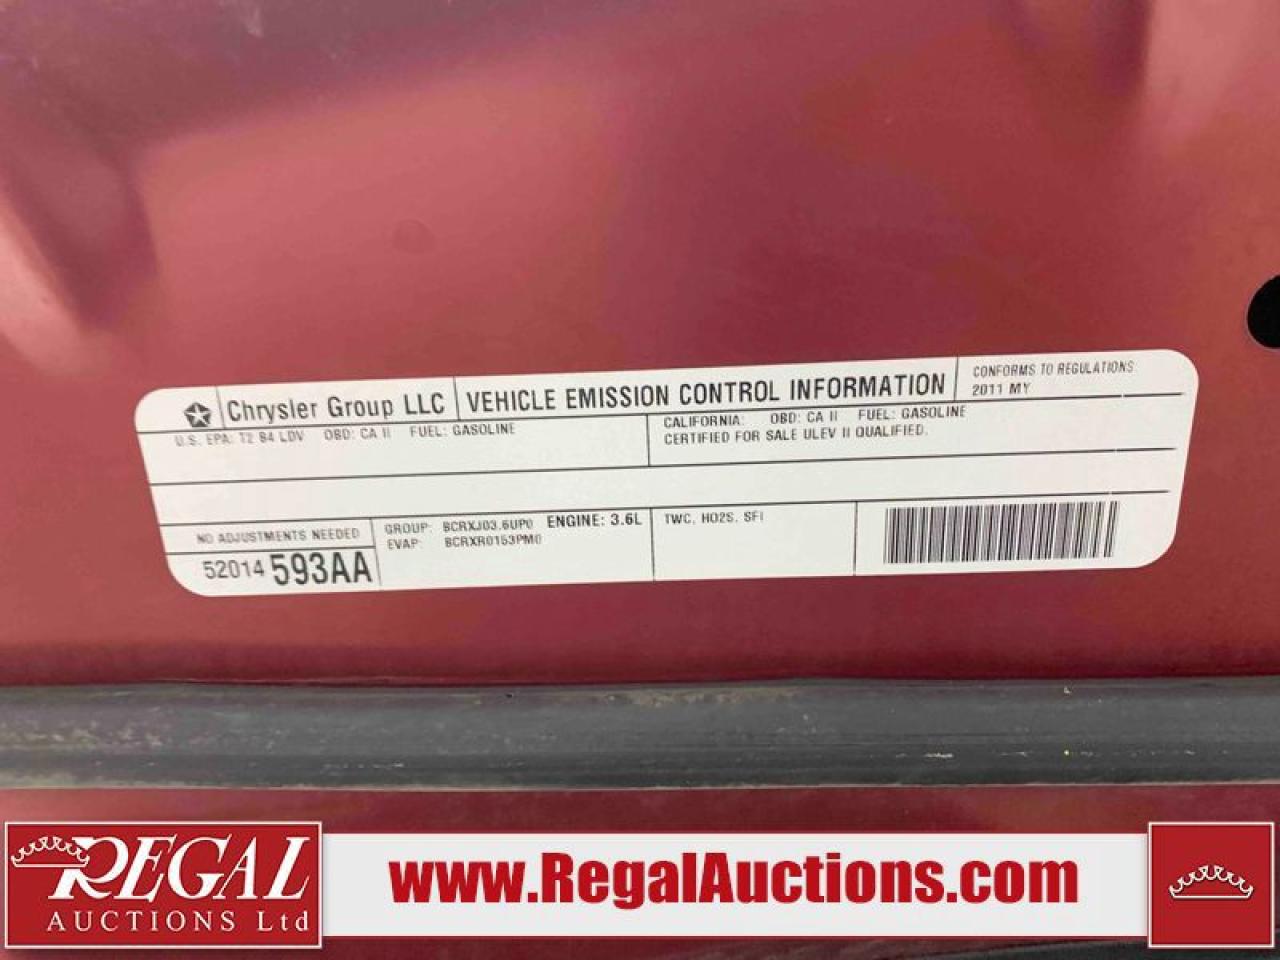 Chrysler Group LLC VEHICLE EMISSION CONTROL INFORMATION
CONFORMS TO REGULATIONS
2011 MY
U.S. EPA: T2 B4 LDV OBD: CA II FUEL: GASOLINE
CALIFORNIA: OBD: CA II FUEL: GASOLINE
CERTIFIED FOR SALE ULEV II QUALIFIED.
NO ADJUSTMENTS NEEDED
52014 593AA
GROUP: BCRXJ03.6UP0 ENGINE: 3.6L
EVAP: BCRXR0153PM0
TWC, HO2S, SFI
REGAL
AUCTIONS Ltd
www.RegalAuctions.com